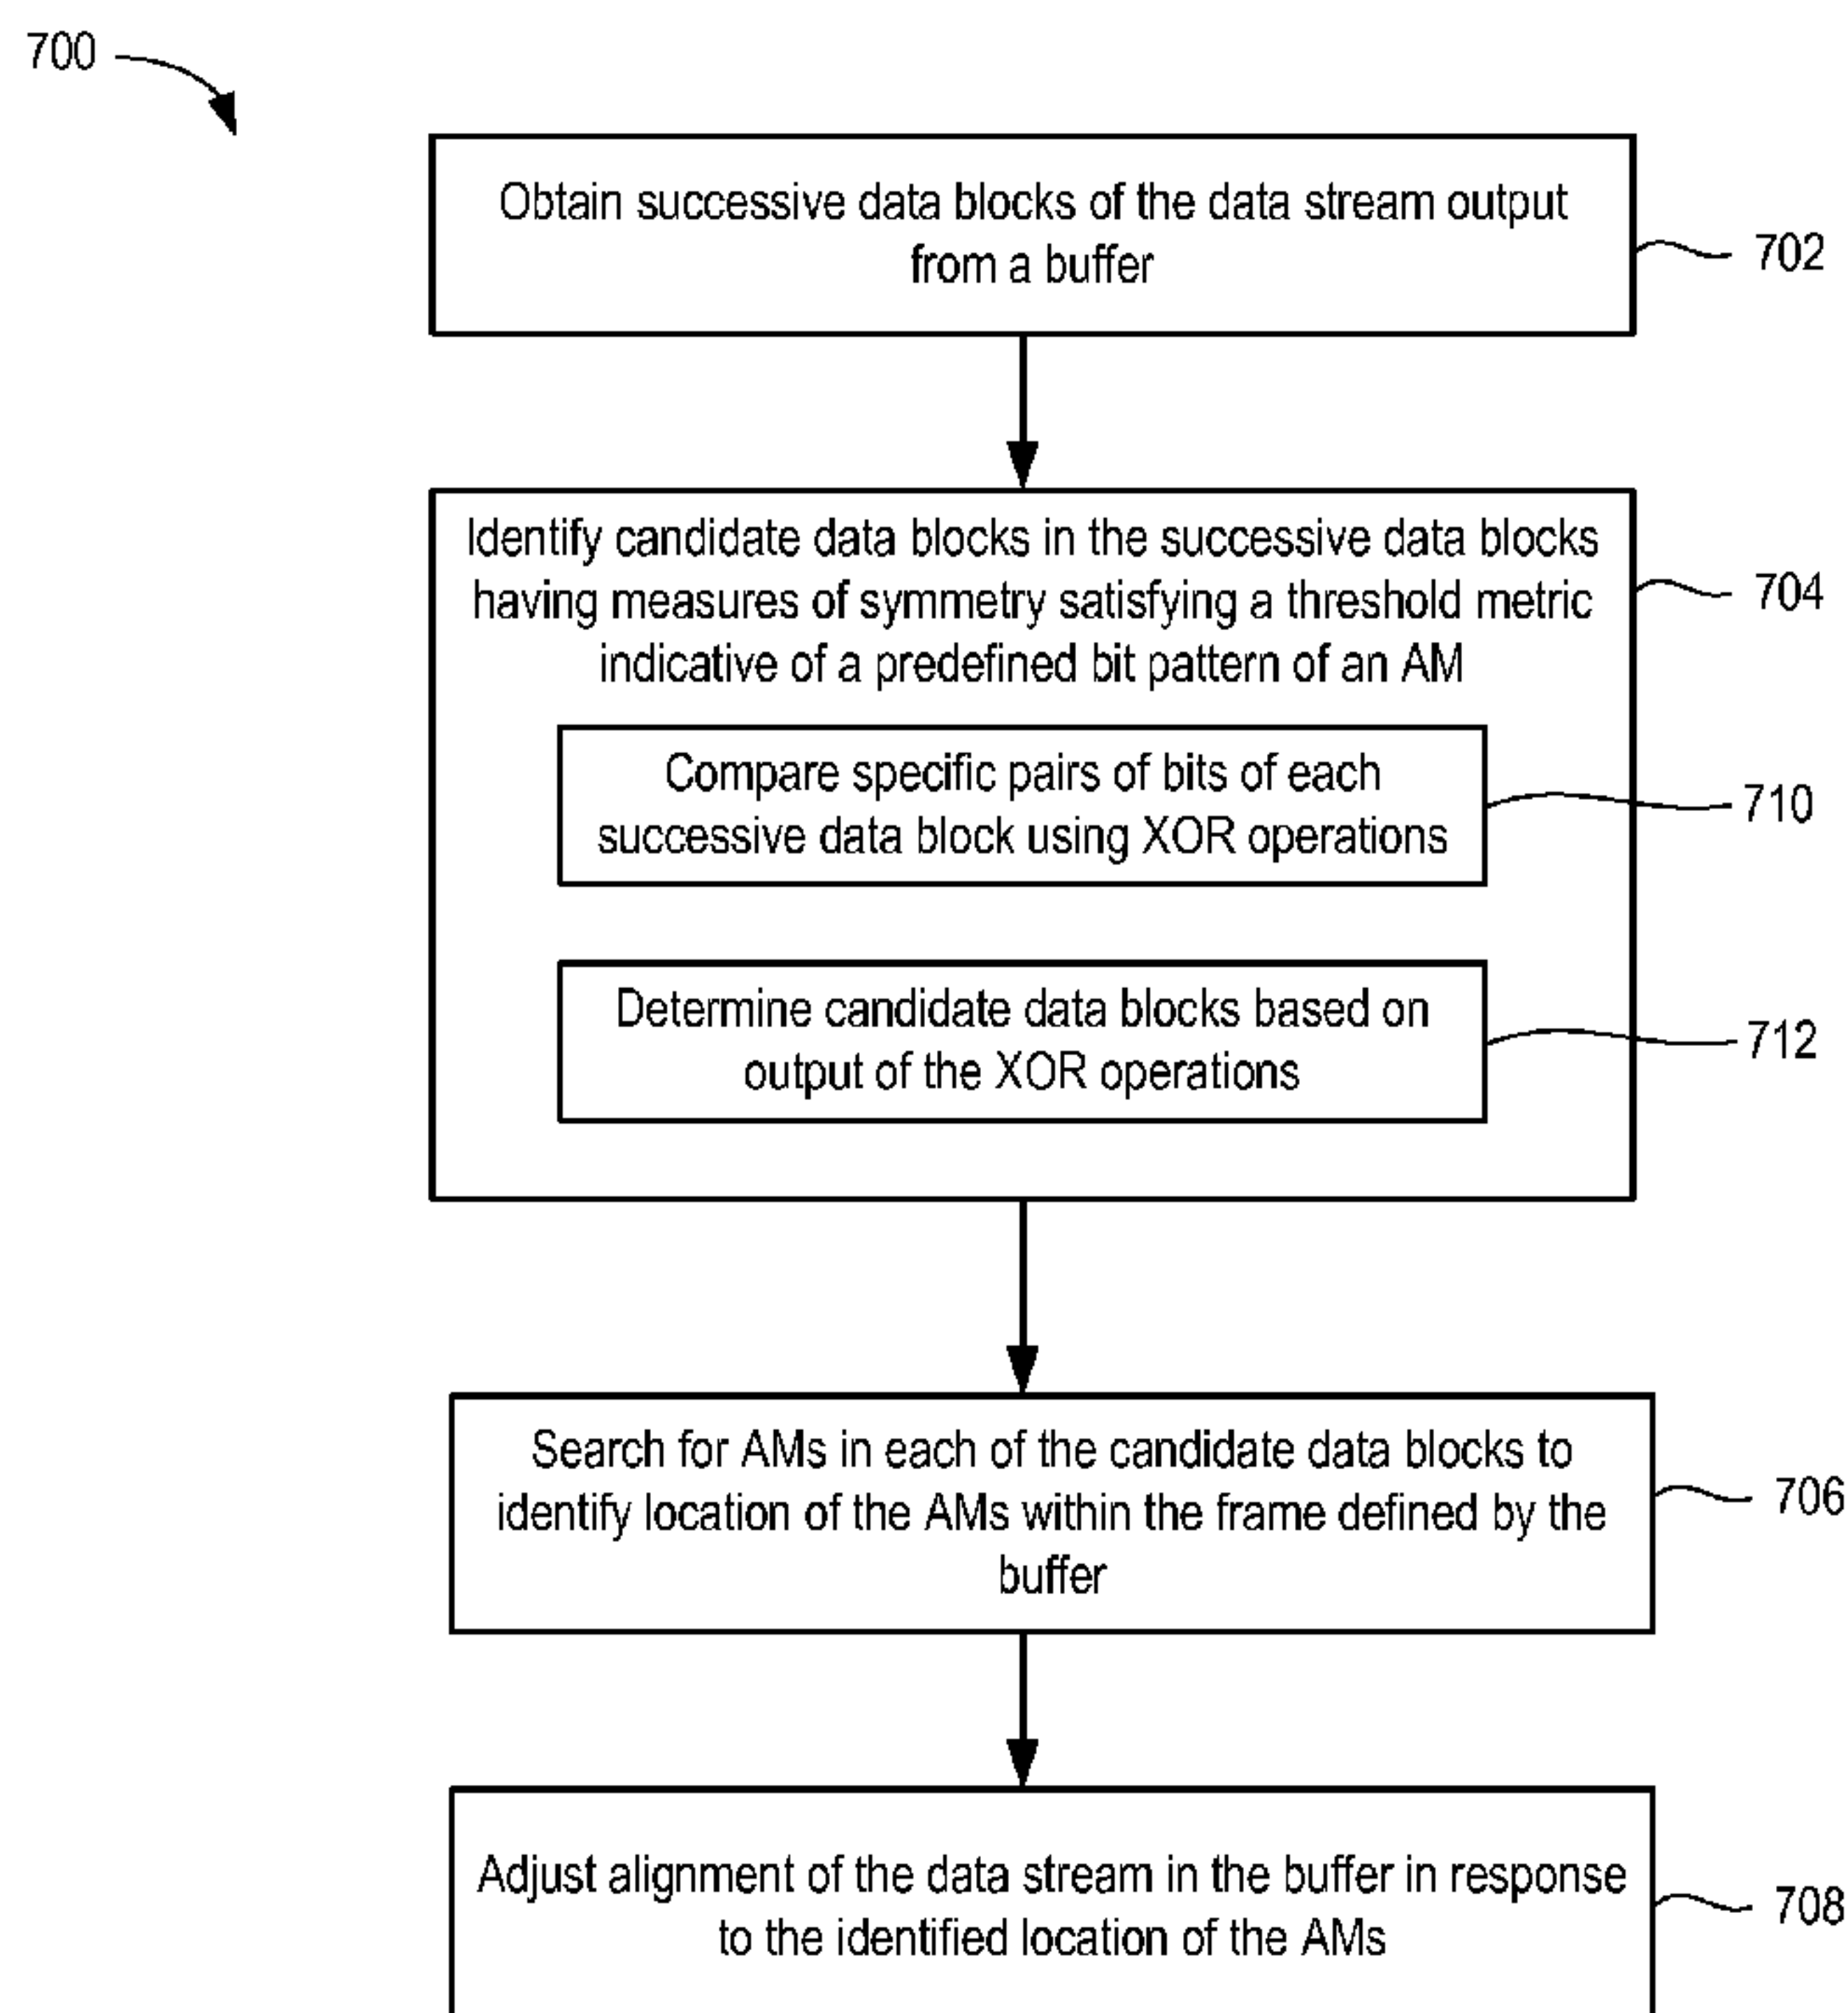 700
Obtain successive data blocks of the data stream output
from a buffer
702
Identify candidate data blocks in the successive data blocks
having measures of symmetry satisfying a threshold metric
indicative of a predefined bit pattern of an AM
704
Compare specific pairs of bits of each
successive data block using XOR operations
710
Determine candidate data blocks based on
output of the XOR operations
712
Search for AMs in each of the candidate data blocks to
identify location of the AMs within the frame defined by the
buffer
706
Adjust alignment of the data stream in the buffer in response
to the identified location of the AMs
708